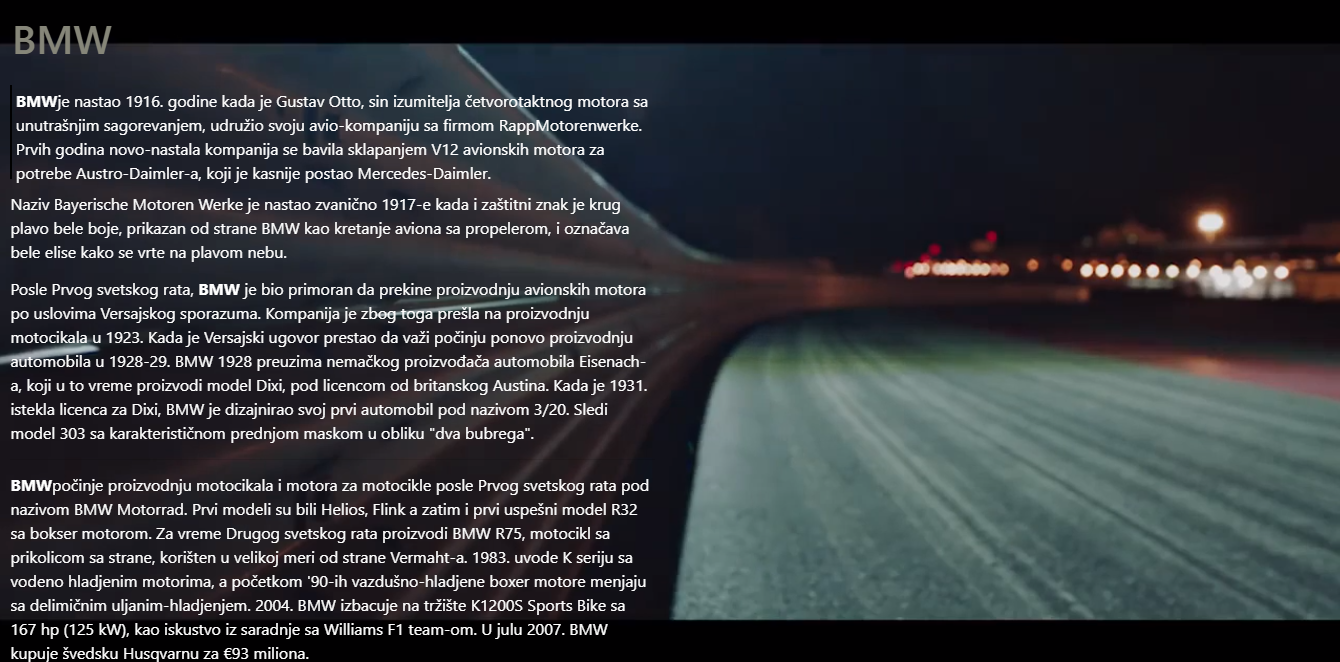 BMW
BMWje nastao 1916. godine kada je Gustav Otto, sin izumitelja četvorotaktnog motora sa
unutrašnjim sagorevanjem, udružio svoju avio-kompaniju sa firmom RappMotorenwerke.
Prvih godina novo-nastala kompanija se bavila sklapanjem V12 avionskih motora za
potrebe Austro-Daimler-a, koji je kasnije postao Mercedes-Daimler.
Naziv Bayerische Motoren Werke je nastao zvanično 1917-e kada i zaštitni znak je krug
plavo bele boje, prikazan od strane BMW kao kretanje aviona sa propelerom, i označava
bele elise kako se vrte na plavom nebu.
Posle Prvog svetskog rata, BMW je bio primoran da prekine proizvodnju avionskih motora
po uslovima Versajskog sporazuma. Kompanija je zbog toga prešla na proizvodnju
motocikala u 1923. Kada je Versajski ugovor prestao da važi počinju ponovo proizvodnju
automobila u 1928-29. BMW 1928 preuzima nemačkog proizvođača automobila Eisenach-
a, koji u to vreme proizvodi model Dixi, pod licencom od britanskog Austina. Kada je 1931.
istekla licenca za Dixi, BMW je dizajnirao svoj prvi automobil pod nazivom 3/20. Sledi
model 303 sa karakterističnom prednjom maskom u obliku "dva bubrega".
BMWpočinje proizvodnju motocikala i motora za motocikle posle Prvog svetskog rata pod
nazivom BMW Motorrad. Prvi modeli su bili Helios, Flink a zatim i prvi uspešni model R32
sa bokser motorom. Za vreme Drugog svetskog rata proizvodi BMW R75, motocikl sa
prikolicom sa strane, korišten u velikoj meri od strane Vermaht-a. 1983. uvode K seriju sa
vodeno hladjenim motorima, a početkom '90-ih vazdušno-hladjene boxer motore menjaju
sa delimičnim uljanim-hladjenjem. 2004. BMW izbacuje na tržište K1200S Sports Bike sa
167 hp (125 kW), kao iskustvo iz saradnje sa Williams F1 team-om. U julu 2007. BMW
kupuje švedsku Husqvarnu za €93 miliona.